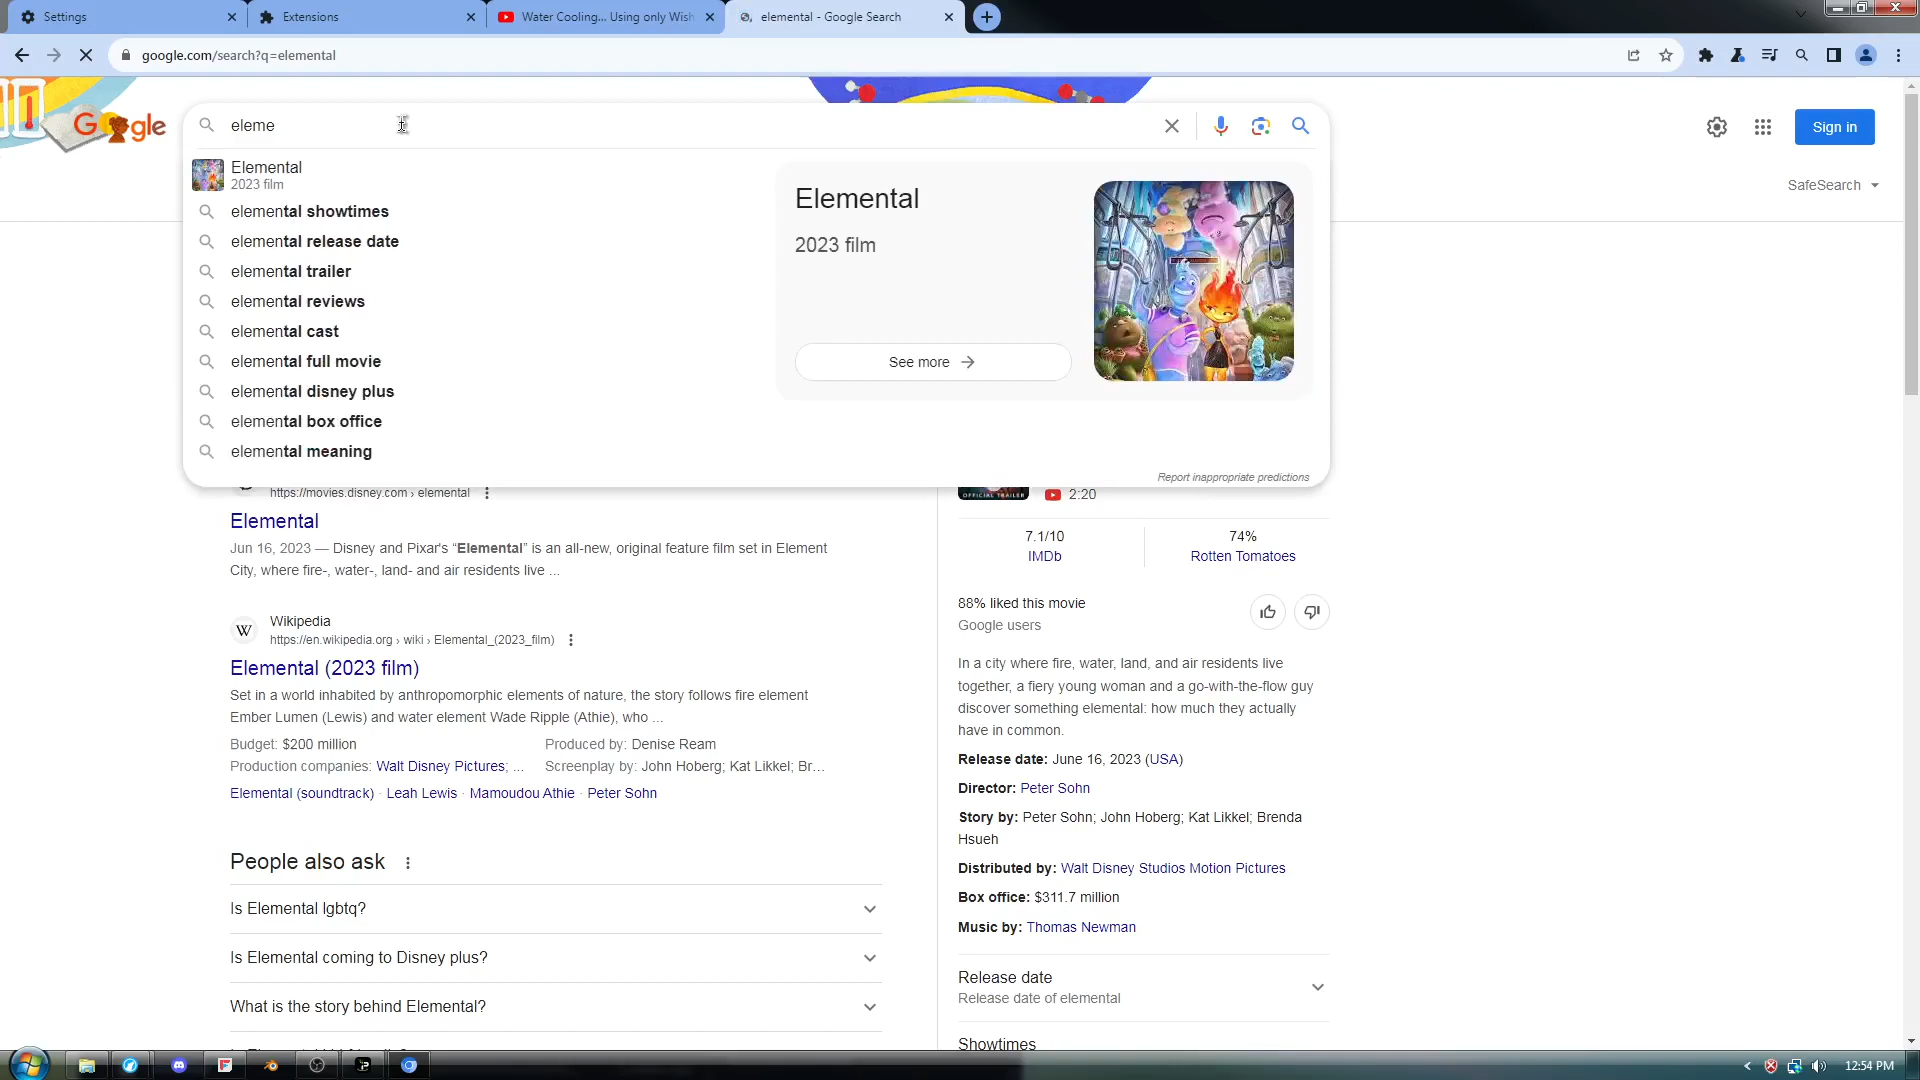 Settings
Extensions
Water Cooling... Using only Wish
elemental - Google Search
google.com/search?q=elemental
Google
eleme
Sign in
SafeSearch
Elemental
2023 film
elemental showtimes
elemental release date
elemental trailer
elemental reviews
elemental cast
elemental full movie
elemental disney plus
elemental box office
elemental meaning
Elemental
2023 film
See more
Report inappropriate predictions
https://movies.disney.com › elemental
Elemental
Jun 16, 2023 — Disney and Pixar's “Elemental” is an all-new, original feature film set in Element
City, where fire-, water-, land- and air residents live ...
W
Wikipedia
https://en.wikipedia.org › wiki › Elemental_(2023_film)
Elemental (2023 film)
Set in a world inhabited by anthropomorphic elements of nature, the story follows fire element
Ember Lumen (Lewis) and water element Wade Ripple (Athie), who ...
Budget: $200 million
Produced by: Denise Ream
Production companies: Walt Disney Pictures; ...
Screenplay by: John Hoberg; Kat Likkel; Br...
Elemental (soundtrack) · Leah Lewis · Mamoudou Athie · Peter Sohn
People also ask
Is Elemental lgbtq?
Is Elemental coming to Disney plus?
What is the story behind Elemental?
OFFICIAL TRAILER
2:20
7.1/10
IMDb
74%
Rotten Tomatoes
88% liked this movie
Google users
In a city where fire, water, land, and air residents live
together, a fiery young woman and a go-with-the-flow guy
discover something elemental: how much they actually
have in common.
Release date: June 16, 2023 (USA)
Director: Peter Sohn
Story by: Peter Sohn; John Hoberg; Kat Likkel; Brenda
Hsueh
Distributed by: Walt Disney Studios Motion Pictures
Box office: $311.7 million
Music by: Thomas Newman
Release date
Release date of elemental
Showtimes
12:54 PM